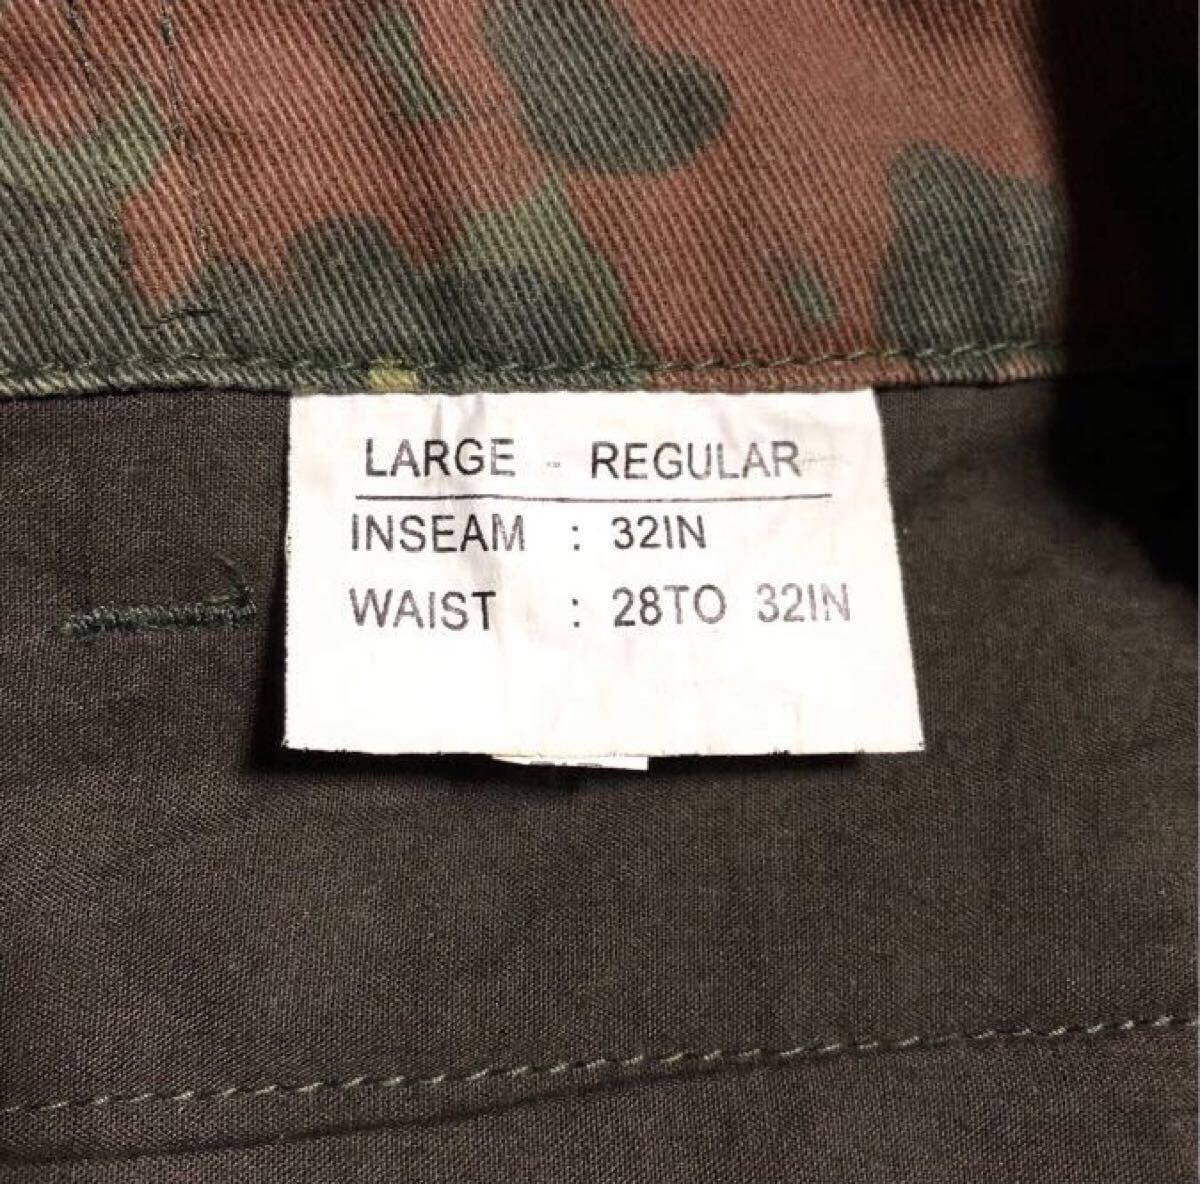 LARGE - REGULAR
INSEAM : 32IN
WAIST : 28TO 32IN